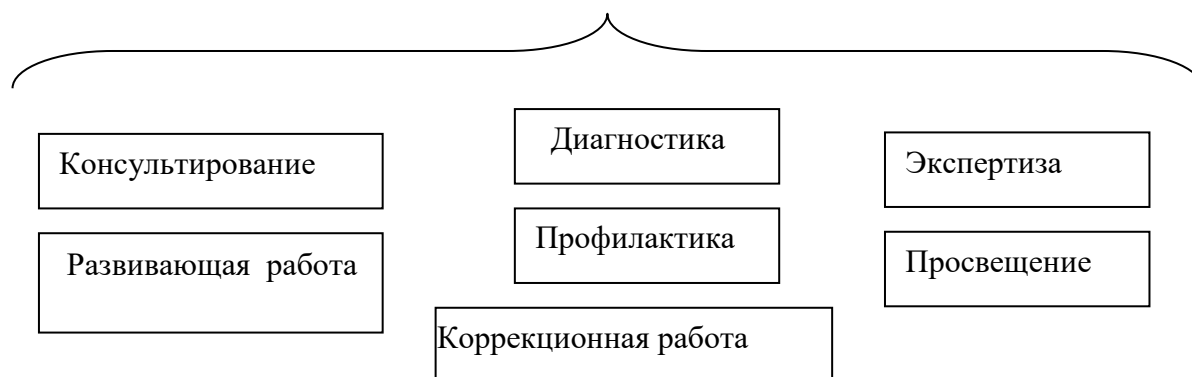 Консультирование
Диагностика
Экспертиза
Развивающая работа
Профилактика
Просвещение
Коррекционная работа